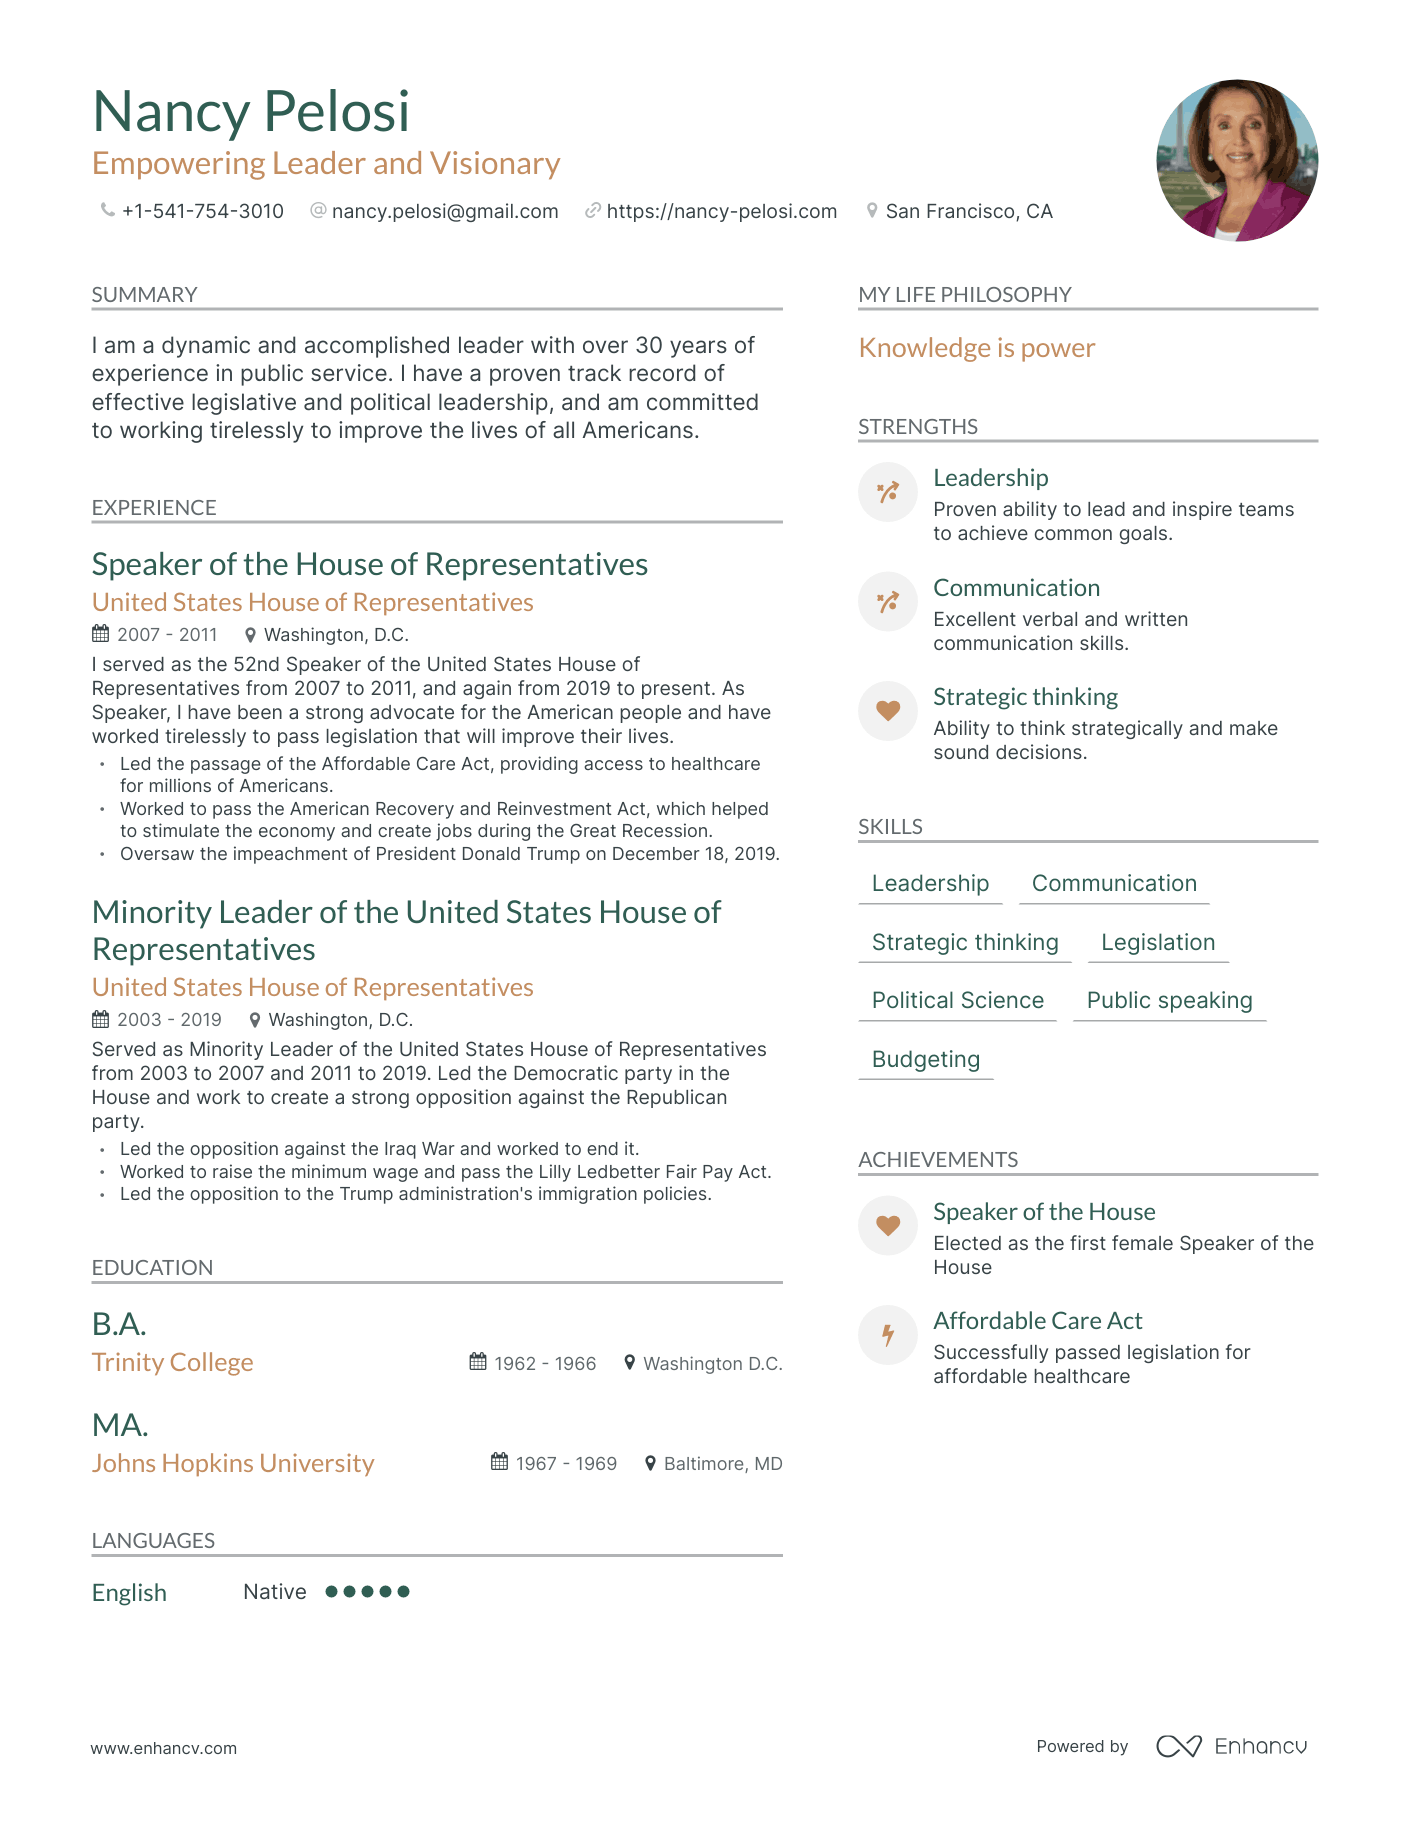 Nancy Pelosi
Empowering Leader and Visionary
+1-541-754-3010 @ nancy.pelosi@gmail.com https://nancy-pelosi.com San Francisco, CA
SUMMARY
I am a dynamic and accomplished leader with over 30 years of
experience in public service. I have a proven track record of
effective legislative and political leadership, and am committed
to working tirelessly to improve the lives of all Americans.
EXPERIENCE
Speaker of the House of Representatives
United States House of Representatives
2007 - 2011 Washington, D.C.
I served as the 52nd Speaker of the United States House of
Representatives from 2007 to 2011, and again from 2019 to present. As
Speaker, I have been a strong advocate for the American people and have
worked tirelessly to pass legislation that will improve their lives.
• Led the passage of the Affordable Care Act, providing access to healthcare
for millions of Americans.
• Worked to pass the American Recovery and Reinvestment Act, which helped
to stimulate the economy and create jobs during the Great Recession.
• Oversaw the impeachment of President Donald Trump on December 18, 2019.
Minority Leader of the United States House of
Representatives
United States House of Representatives
2003 - 2019 Washington, D.C.
Served as Minority Leader of the United States House of Representatives
from 2003 to 2007 and 2011 to 2019. Led the Democratic party in the
House and work to create a strong opposition against the Republican
party.
• Led the opposition against the Iraq War and worked to end it.
• Worked to raise the minimum wage and pass the Lilly Ledbetter Fair Pay Act.
• Led the opposition to the Trump administration's immigration policies.
EDUCATION
B.A.
Trinity College 1962 - 1966 Washington D.C.
MA.
Johns Hopkins University 1967 - 1969 Baltimore, MD
LANGUAGES
English Native
MY LIFE PHILOSOPHY
Knowledge is power
STRENGTHS
Leadership
Proven ability to lead and inspire teams
to achieve common goals.
Communication
Excellent verbal and written
communication skills.
Strategic thinking
Ability to think strategically and make
sound decisions.
SKILLS
Leadership Communication
Strategic thinking Legislation
Political Science Public speaking
Budgeting
ACHIEVEMENTS
Speaker of the House
Elected as the first female Speaker of the
House
Affordable Care Act
Successfully passed legislation for
affordable healthcare
www.enhancv.com
Powered by Enhancv